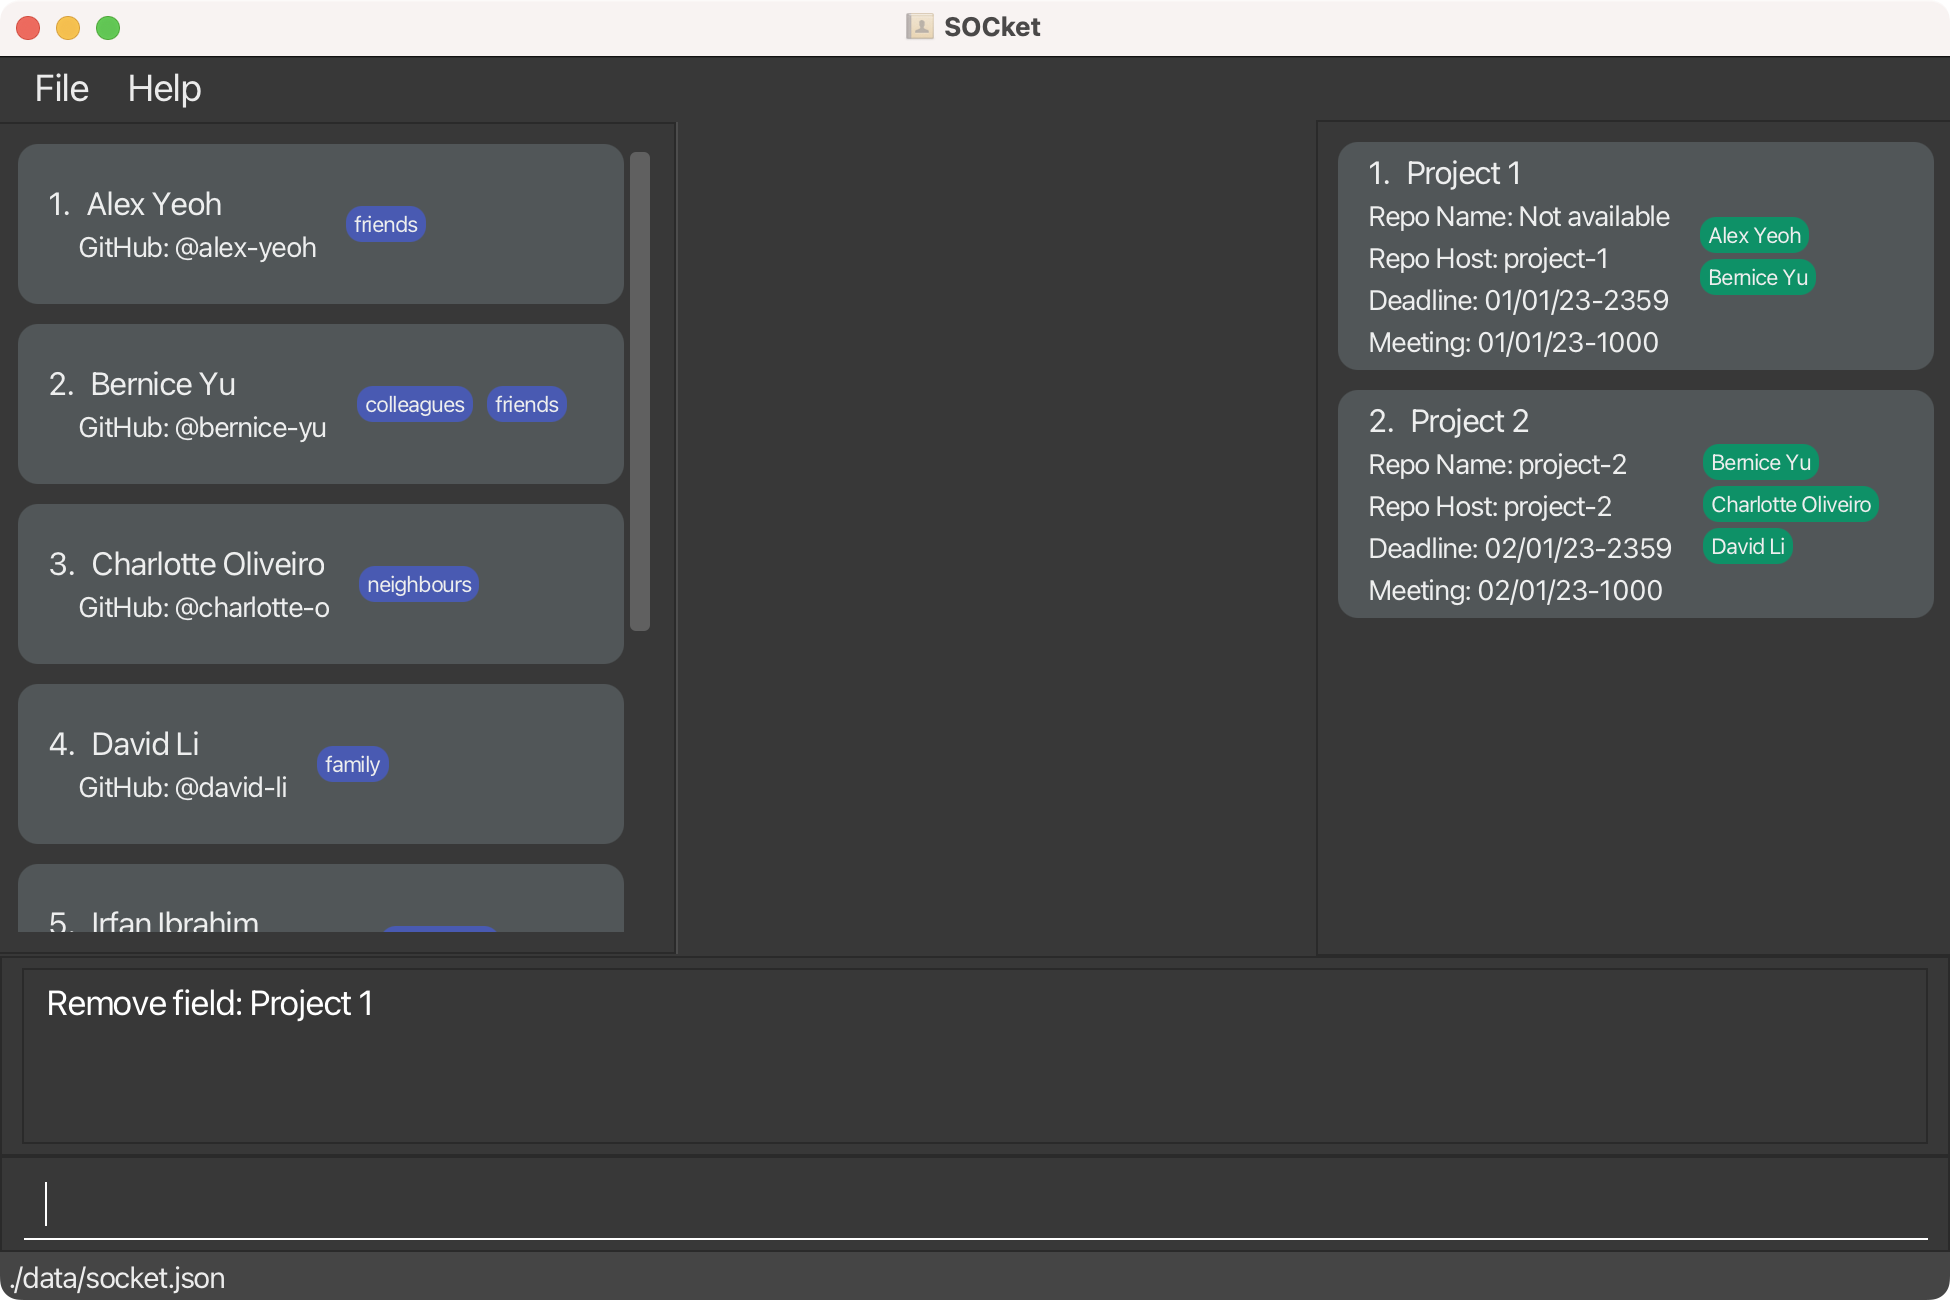 SOCket
File Help
1. Alex Yeoh
GitHub: @alex-yeoh
friends
2. Bernice Yu
GitHub: @bernice-yu
colleagues friends
3. Charlotte Oliveiro
GitHub: @charlotte-o
neighbours
4. David Li
GitHub: @david-li
family
5. Irfan Ibrahim
1. Project 1
Repo Name: Not available
Repo Host: project-1
Deadline: 01/01/23-2359
Meeting: 01/01/23-1000
Alex Yeoh
Bernice Yu
2. Project 2
Repo Name: project-2
Repo Host: project-2
Deadline: 02/01/23-2359
Meeting: 02/01/23-1000
Bernice Yu
Charlotte Oliveiro
David Li
Remove field: Project 1
./data/socket.json